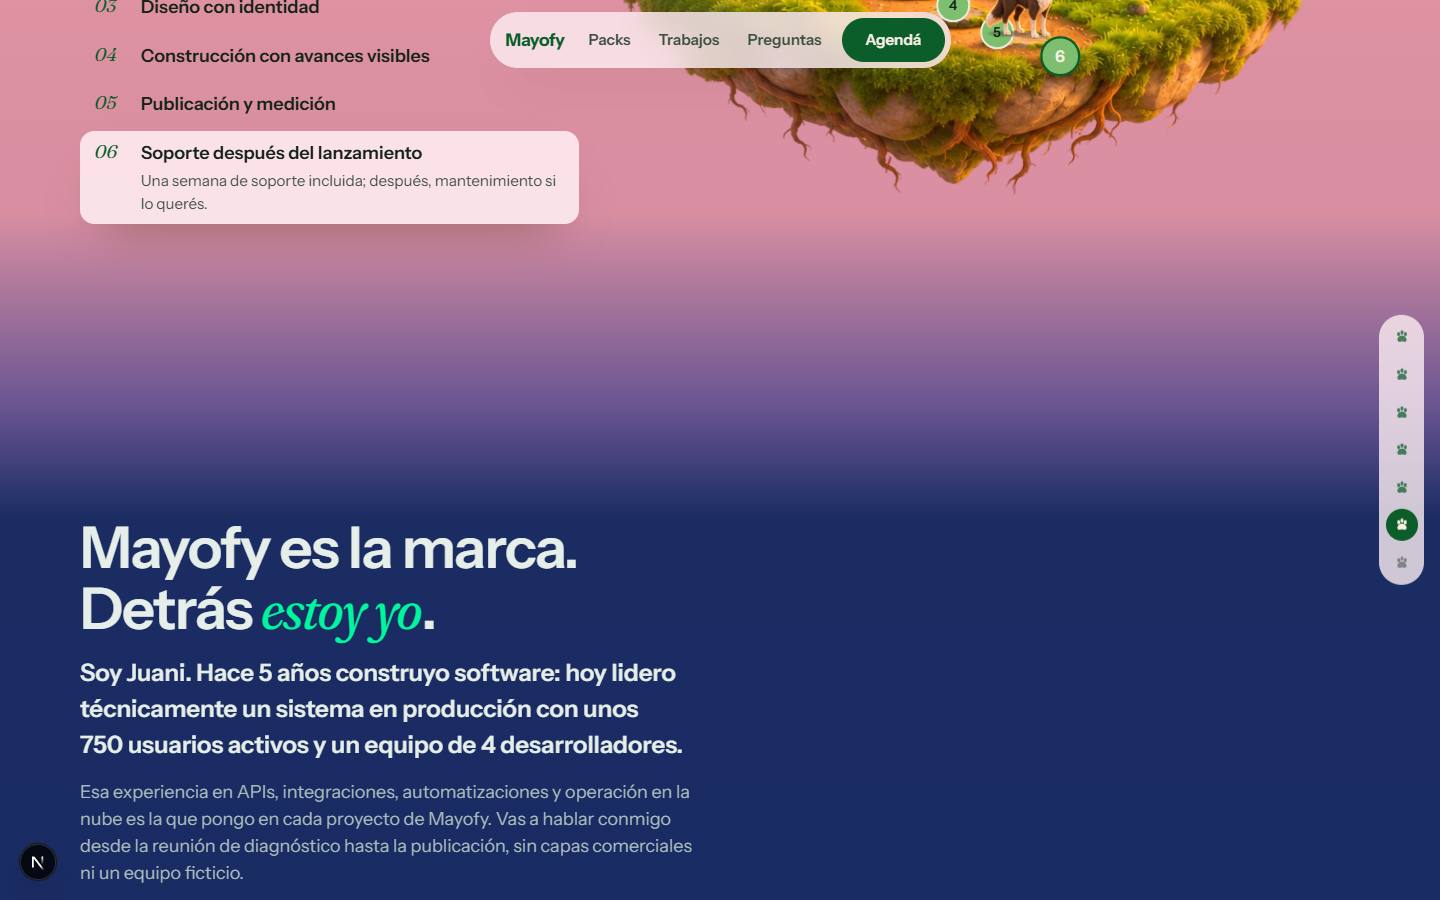 Mayofy Packs Trabajos Preguntas Agendá
03 Diseño con identidad
04 Construcción con avances visibles
05 Publicación y medición
06 Soporte después del lanzamiento
Una semana de soporte incluida; después, mantenimiento si
lo querés.
4
5
6
Mayofy es la marca.
Detrás estoy yo.
Soy Juani. Hace 5 años construyo software: hoy lidero
técnicamente un sistema en producción con unos
750 usuarios activos y un equipo de 4 desarrolladores.
Esa experiencia en APIs, integraciones, automatizaciones y operación en la
nube es la que pongo en cada proyecto de Mayofy. Vas a hablar conmigo
desde la reunión de diagnóstico hasta la publicación, sin capas comerciales
ni un equipo ficticio.
N